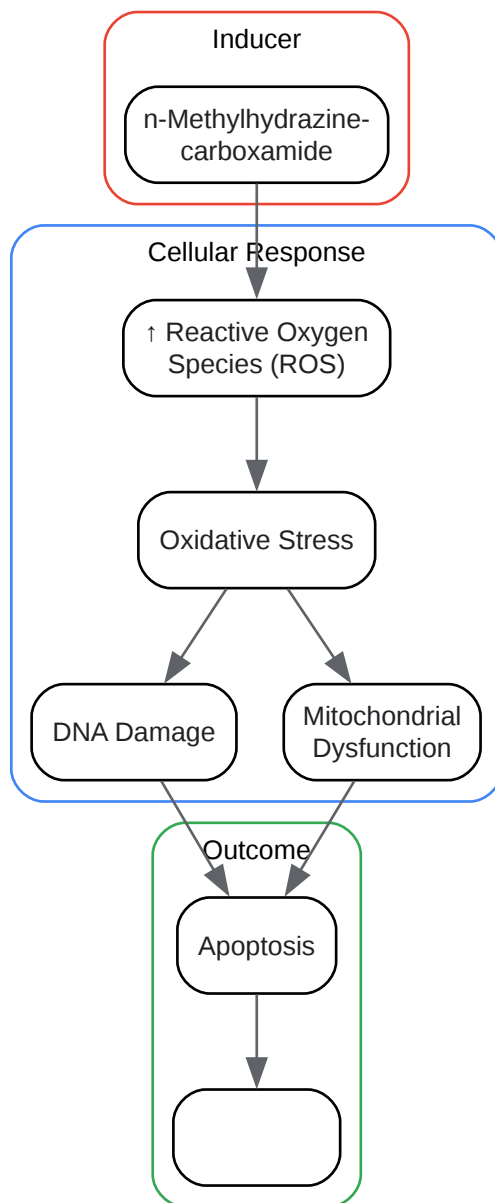 Inducer
n-Methylhydrazine-
carboxamide
Cellular Response
↑ Reactive Oxygen
Species (ROS)
Oxidative Stress
DNA Damage
Mitochondrial
Dysfunction
Outcome
Apoptosis